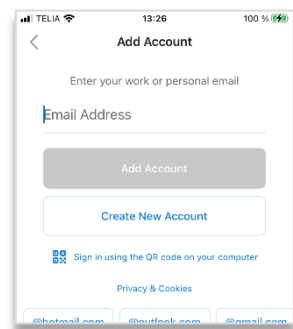 TELIA 13:26 100 %
Add Account
Enter your work or personal email
Email Address
Add Account
Create New Account
Sign in using the QR code on your computer
Privacy & Cookies
@hotmail.com @outlook.com @gmail.com